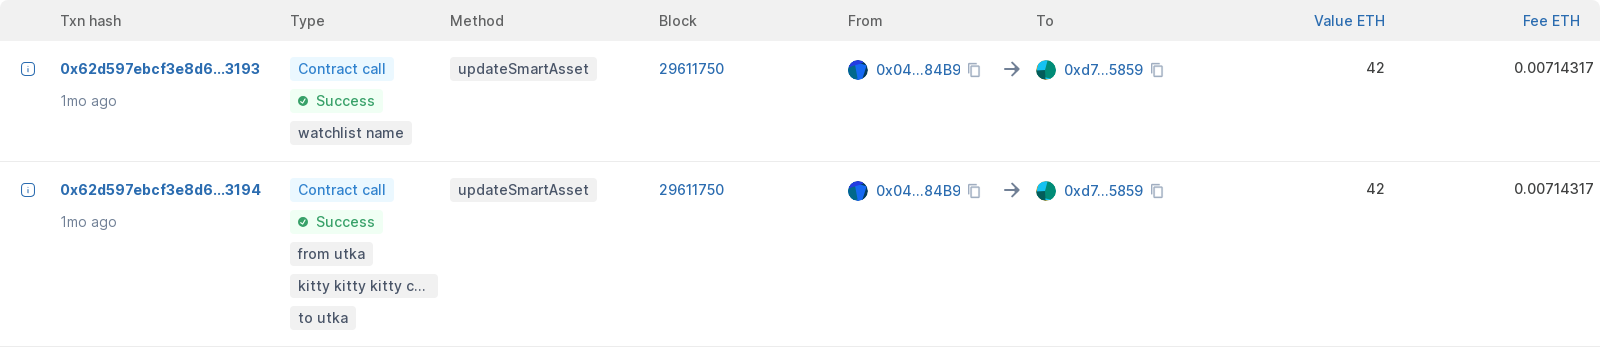 Txn hash Type Method Block From To Value ETH Fee ETH
0x62d597ebcf3e8d6...3193 Contract call updateSmartAsset 29611750 0x04...84B9 0xd7...5859 42 0.00714317
1mo ago Success
watchlist name
0x62d597ebcf3e8d6...3194 Contract call updateSmartAsset 29611750 0x04...84B9 0xd7...5859 42 0.00714317
1mo ago Success
from utka
kitty kitty kitty c...
to utka